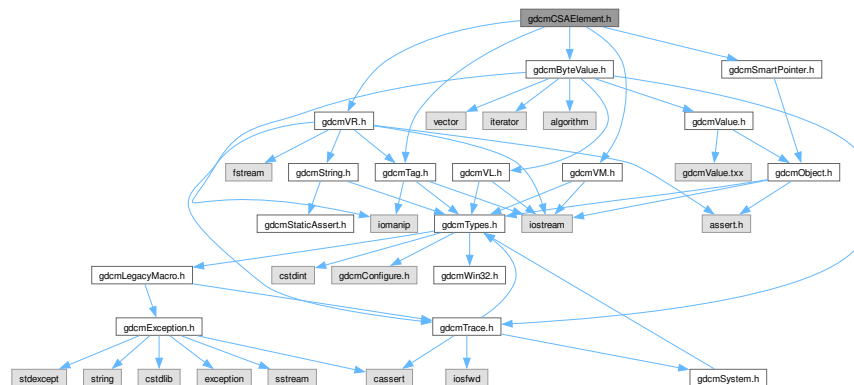 gdcmCSAElement.h
gdcmByteValue.h
gdcmSmartPointer.h
vector
iterator
algorithm
gdcmValue.h
gdcmVR.h
fstream
gdcmString.h
gdcmTag.h
gdcmVL.h
gdcmVM.h
gdcmValue.txx
gdcmObject.h
gdcmStaticAssert.h
iomanip
gdcmTypes.h
iostream
assert.h
gdcmLegacyMacro.h
cstdint
gdcmConfigure.h
gdcmWin32.h
gdcmException.h
gdcmTrace.h
stdexcept
string
cstdlib
exception
sstream
cassert
iosfwd
gdcmSystem.h